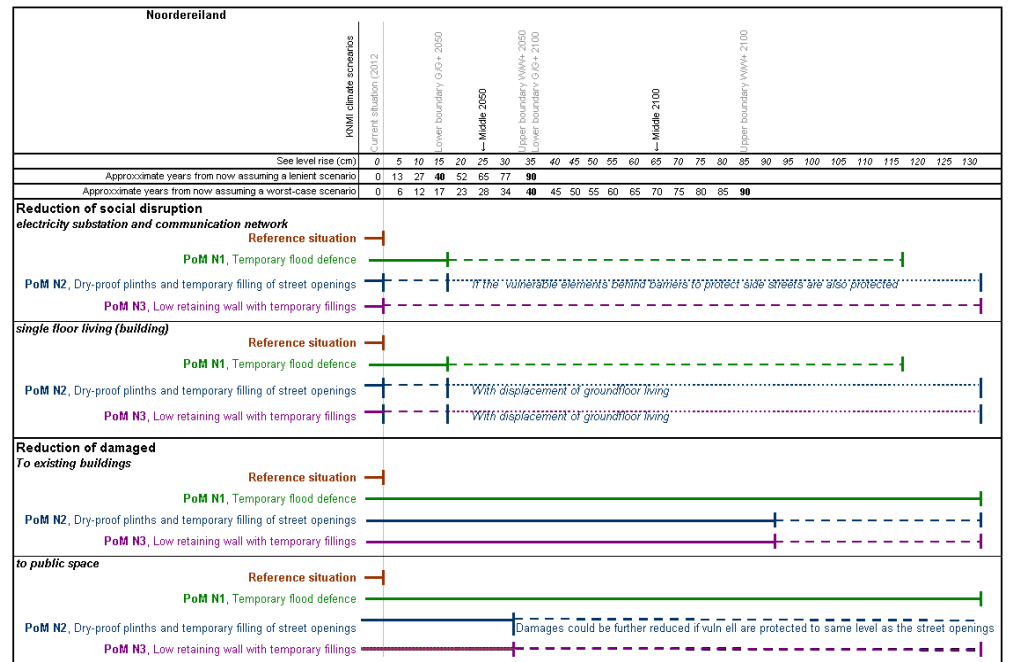 Noordereiland
KNMI climate scnearios
Current situation (2012
Lower boundary G/G+ 2050
←Middle 2050
Upper boundary W/W+ 2050
Lower boundary G/G+ 2100
←Middle 2100
Upper boundary W/W+ 2100
See level rise (cm) 0 5 10 15 20 25 30 35 40 45 50 55 60 65 70 75 80 85 90 95 100 105 110 115 120 125 130
Approxximate years from now assuming a lenient scenario 0 13 27 40 52 65 77 90
Approximate years from now assuming a worst-case scenario 0 6 12 17 23 28 34 40 45 50 55 60 65 70 75 80 85 90
Reduction of social disruption
electricity substation and communication network
Reference situation
PoM N1, Temporary flood defence
PoM N2, Dry-proof plinths and temporary filling of street openings If the vulnerable elements behind barriers to protect side streets are also protected
PoM N3, Low retaining wall with temporary fillings
single floor living (building)
Reference situation
PoM N1, Temporary flood defence
PoM N2, Dry-proof plinths and temporary filling of street openings With displacement of groundfloor living
PoM N3, Low retaining wall with temporary fillings With displacement of groundfloor living
Reduction of damaged
To existing buildings
Reference situation
PoM N1, Temporary flood defence
PoM N2, Dry-proof plinths and temporary filling of street openings
PoM N3, Low retaining wall with temporary fillings
to public space
Reference situation
PoM N1, Temporary flood defence
PoM N2, Dry-proof plinths and temporary filling of street openings Damages could be further reduced if vuln ell are protected to same level as the street openings
PoM N3, Low retaining wall with temporary fillings